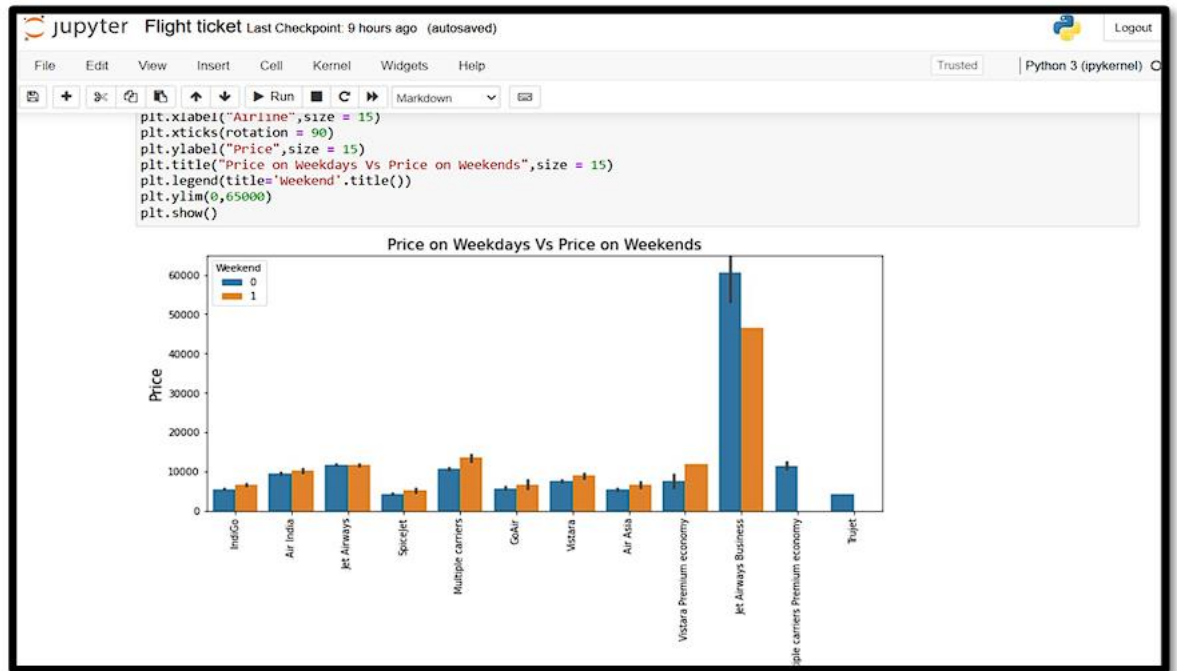 jupyter Flight ticket Last Checkpoint: 9 hours ago (autosaved)
Logout
File Edit View Insert Cell Kernel Widgets Help
Trusted
Python 3 (ipykernel)
Run
Markdown
plt.xlabel("Airline",size = 15)
plt.xticks(rotation = 90)
plt.ylabel("Price",size = 15)
plt.title("Price on Weekdays Vs Price on Weekends",size = 15)
plt.legend(title='Weekend'.title())
plt.ylim(0,65000)
plt.show()
Price on Weekdays Vs Price on Weekends
Weekend
0
1
Price
60000
50000
40000
30000
20000
10000
0
IndiGo
Air India
Jet Airways
SpiceJet
Multiple carriers
GoAir
Vistara
Air Asia
Vistara Premium economy
Jet Airways Business
ple carriers Premium economy
Trujet